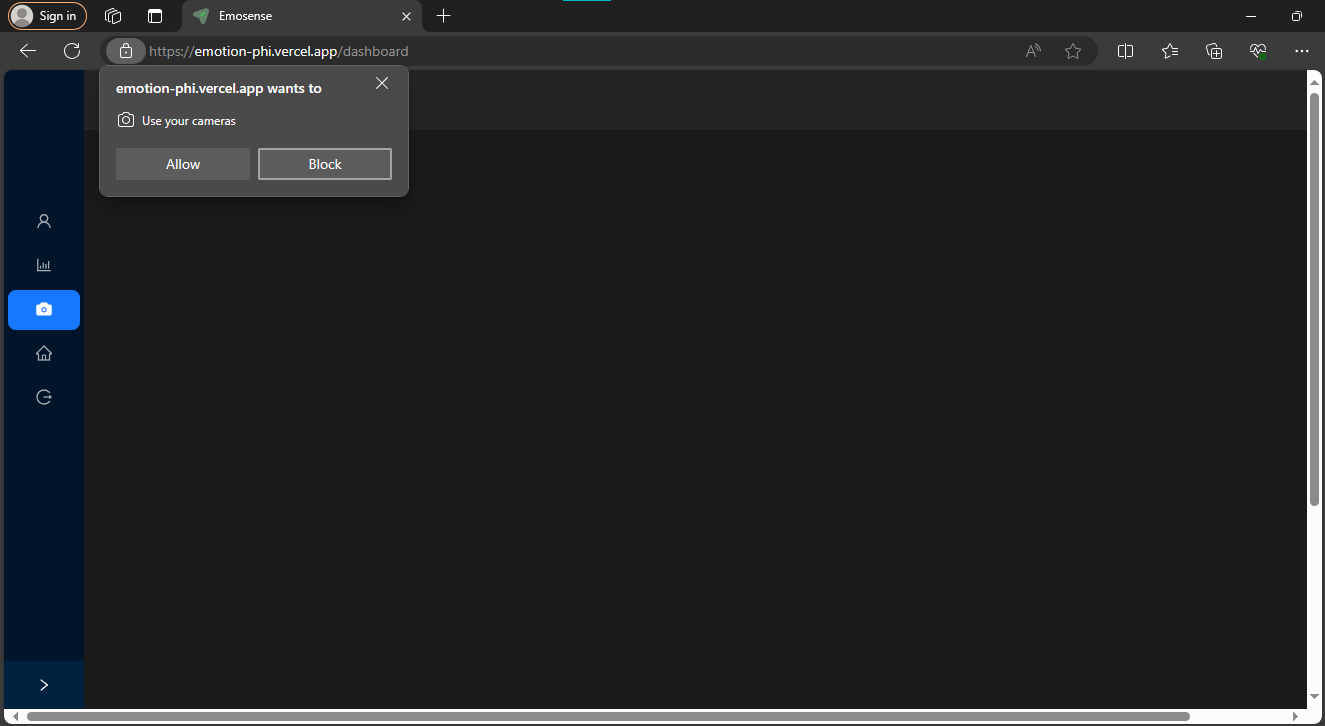 Sign in
Emosense
https://emotion-phi.vercel.app/dashboard
emotion-phi.vercel.app wants to
Use your cameras
Allow
Block